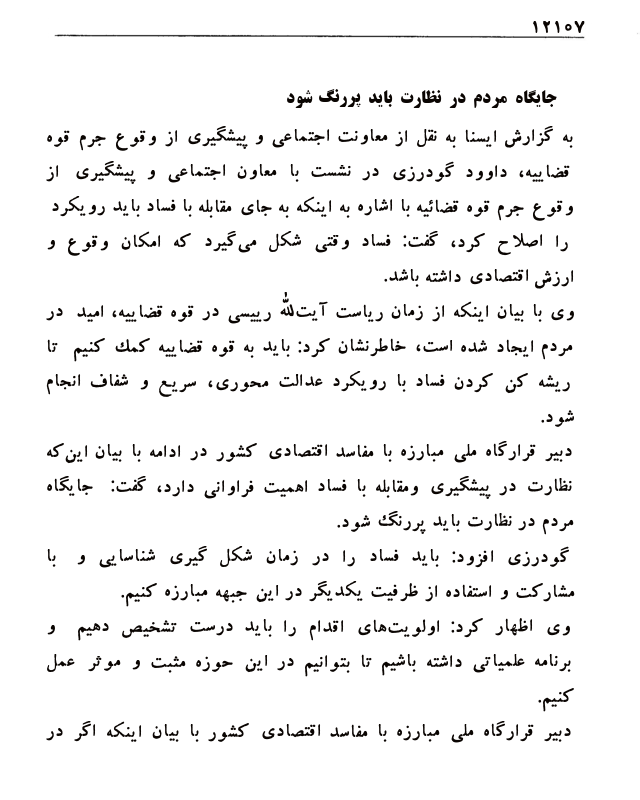 ۱۲۱۰۷
جایگاه مردم در نظارت باید پررنگ شود
به گزارش ایسنا به نقل از معاونت اجتماعی و پیشگیری از وقوع جرم قوه
قضاییه، داوود گودرزی در نشست با معاون اجتماعی و پیشگیری از
وقوع جرم قوه قضائیه با اشاره به اینکه به جای مقابله با فساد باید رویکرد
را اصلاح کرد، گفت: فساد وقتی شکل می‌گیرد که امکان وقوع و
ارزش اقتصادی داشته باشد.
وی با بیان اینکه از زمان ریاست آیت‌الله رییسی در قوه قضاییه، امید در
مردم ایجاد شده است، خاطرنشان کرد: باید به قوه قضاییه کمك کنیم تا
ریشه کن کردن فساد با رویکرد عدالت محوری، سریع و شفاف انجام
شود.
دبیر قرارگاه ملی مبارزه با مفاسد اقتصادی کشور در ادامه با بیان این‌که
نظارت در پیشگیری ومقابله با فساد اهمیت فراوانی دارد، گفت: جایگاه
مردم در نظارت باید پررنگ شود.
گودرزی افزود: باید فساد را در زمان شکل گیری شناسایی و با
مشارکت و استفاده از ظرفیت یکدیگر در این جبهه مبارزه کنیم.
وی اظهار کرد: اولویت‌های اقدام را باید درست تشخیص دهیم و
برنامه علمیاتی داشته باشیم تا بتوانیم در این حوزه مثبت و موثر عمل
کنیم.
دبیر قرارگاه ملی مبارزه با مفاسد اقتصادی کشور با بیان اینکه اگر در